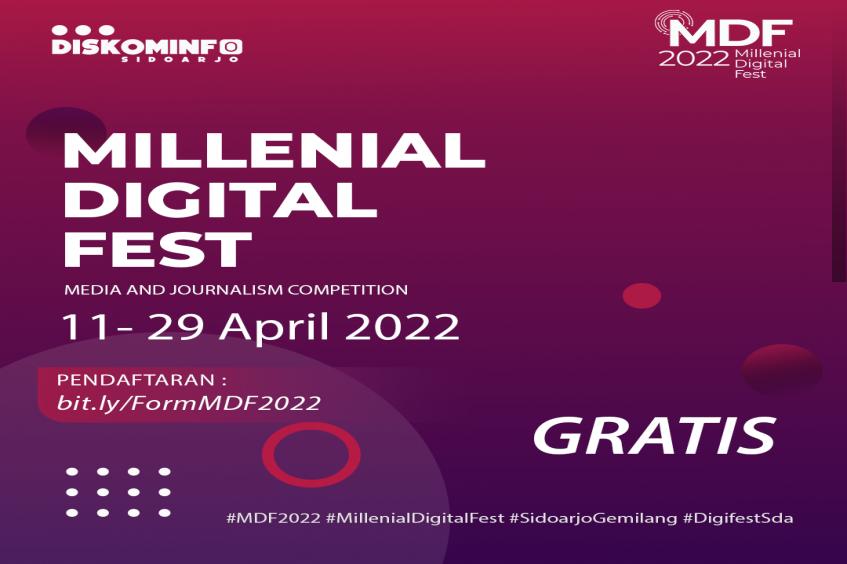 DISKOMINFO
SIDOARJO
MDF
2022 Millenial
Digital
Fest
MILLENIAL
DIGITAL
FEST
MEDIA AND JOURNALISM COMPETITION
11- 29 April 2022
PENDAFTARAN :
bit.ly/FormMDF2022
GRATIS
#MDF2022 #MillenialDigitalFest #SidoarjoGemilang #DigifestSda